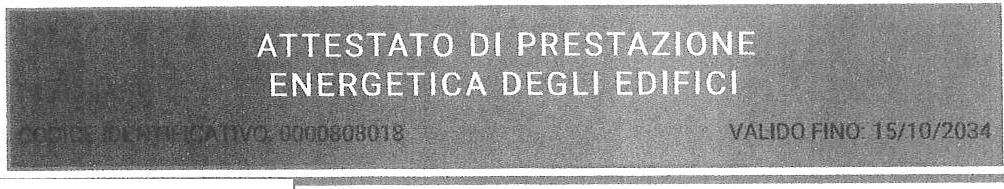 ATTESTATO DI PRESTAZIONE
ENERGETICA DEGLI EDIFICI
CODICE IDENTIFICATIVO: 0000808018
VALIDO FINO: 15/10/2034